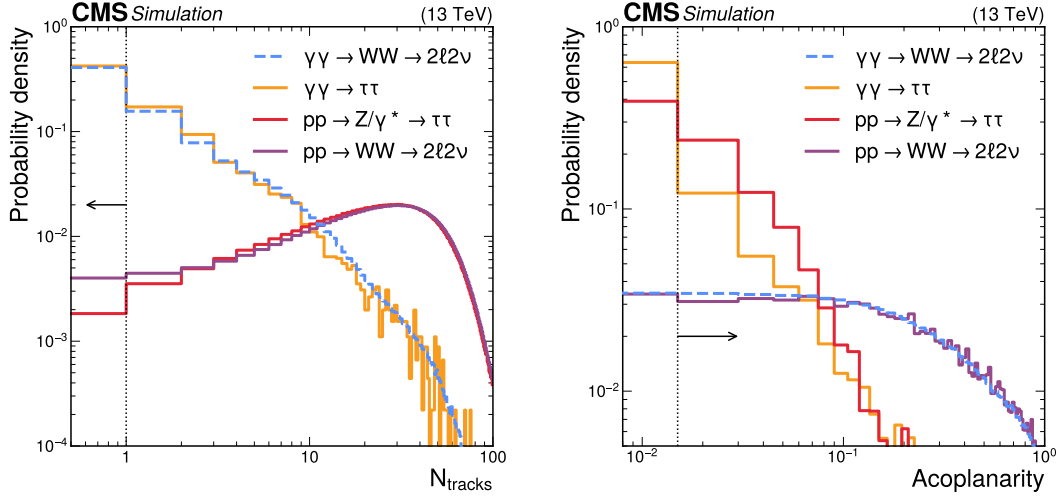 CMS Simulation (13 TeV)
Probability density
10⁰
10⁻¹
10⁻²
10⁻³
10⁻⁴
γγ → WW → 2ℓ2ν
γγ → ττ
pp → Z/γ* → ττ
pp → WW → 2ℓ2ν
1 10 100
N_tracks
CMS Simulation (13 TeV)
Probability density
10⁰
10⁻¹
10⁻²
γγ → WW → 2ℓ2ν
γγ → ττ
pp → Z/γ* → ττ
pp → WW → 2ℓ2ν
10⁻² 10⁻¹ 10⁰
Acoplanarity